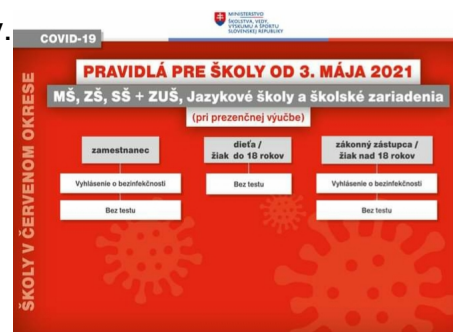 MINISTERSTVO
ŠKOLSTVA, VEDY,
VÝSKUMU A ŠPORTU
SLOVENSKEJ REPUBLIKY
COVID-19
PRAVIDLÁ PRE ŠKOLY OD 3. MÁJA 2021
MŠ, ZŠ, SŠ + ZUŠ, Jazykové školy a školské zariadenia
(pri prezenčnej výučbe)
zamestnanec
Vyhlásenie o bezinfekčnosti
Bez testu
dieťa /
žiak do 18 rokov
Bez testu
zákonný zástupca /
žiak nad 18 rokov
Vyhlásenie o bezinfekčnosti
Bez testu
ŠKOLY V ČERVENOM OKRESE